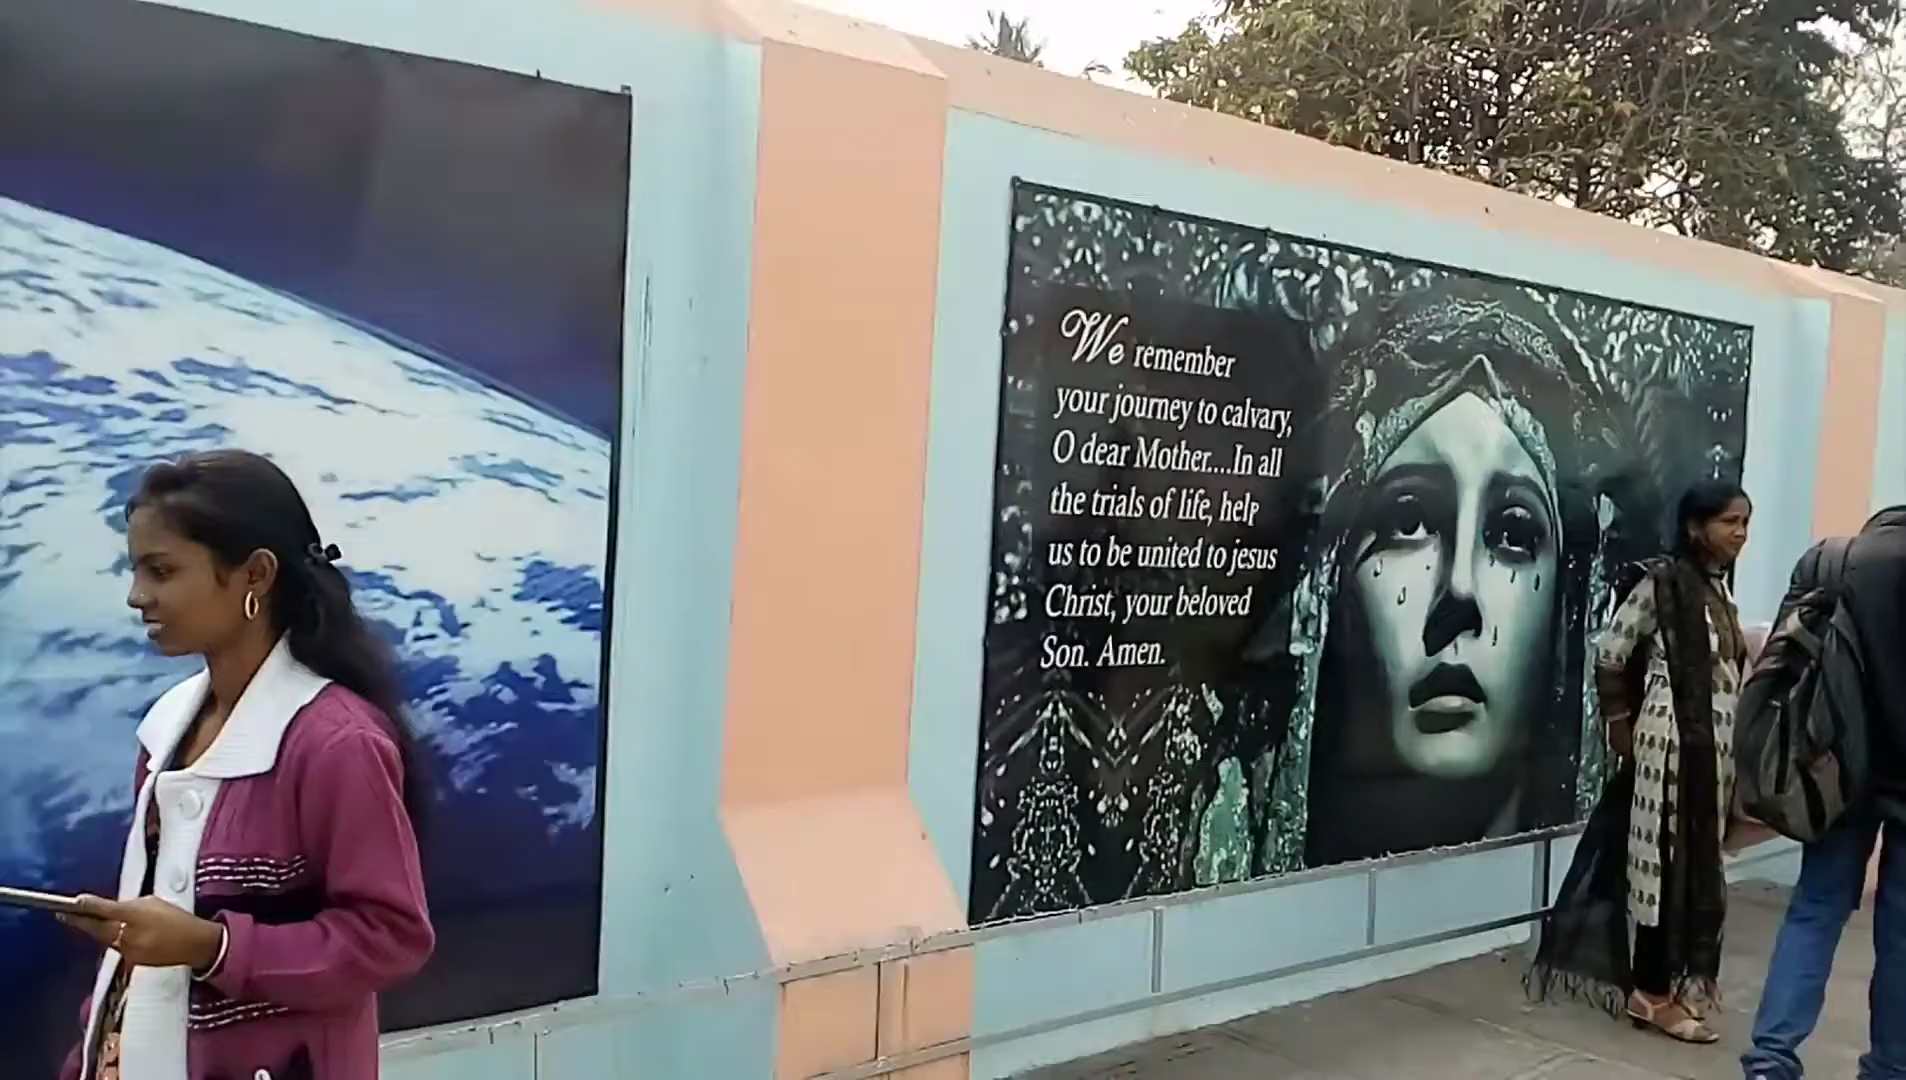 We remember
your journey to calvary,
O dear Mother....In all
the trials of life, help
us to be united to jesus
Christ, your beloved
Son. Amen.